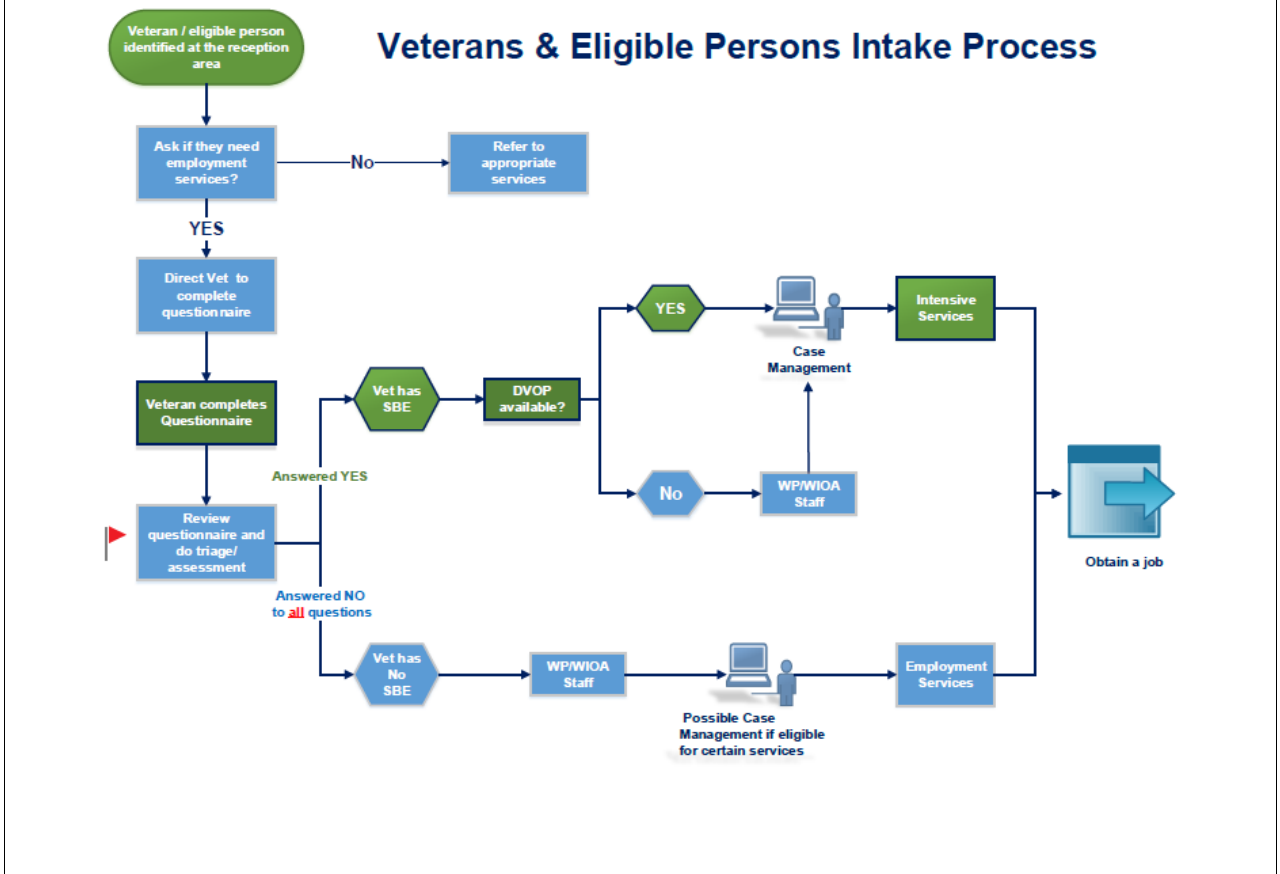 Veterans & Eligible Persons Intake Process
Veteran / eligible person
identified at the reception
area
Ask if they need
employment
services?
No
Refer to
appropriate
services
YES
Direct Vet to
complete
questionnaire
Veteran completes
Questionnaire
Review
questionnaire and
do triage/
assessment
Answered YES
Vet has
SBE
DVOP
available?
YES
Case
Management
Intensive
Services
No
WP/WIOA
Staff
Answered NO
to all questions
Vet has
No
SBE
WP/WIOA
Staff
Possible Case
Management if eligible
for certain services
Employment
Services
Obtain a job